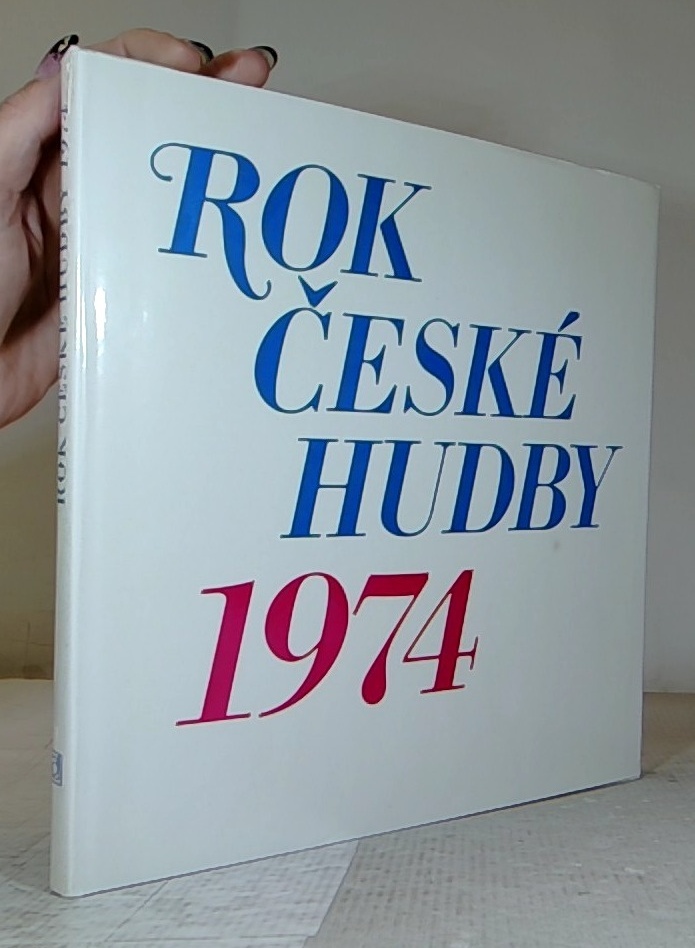 ROK
ČESKÉ
HUDBY
1974
ROK ČESKÉ HUDBY 1974